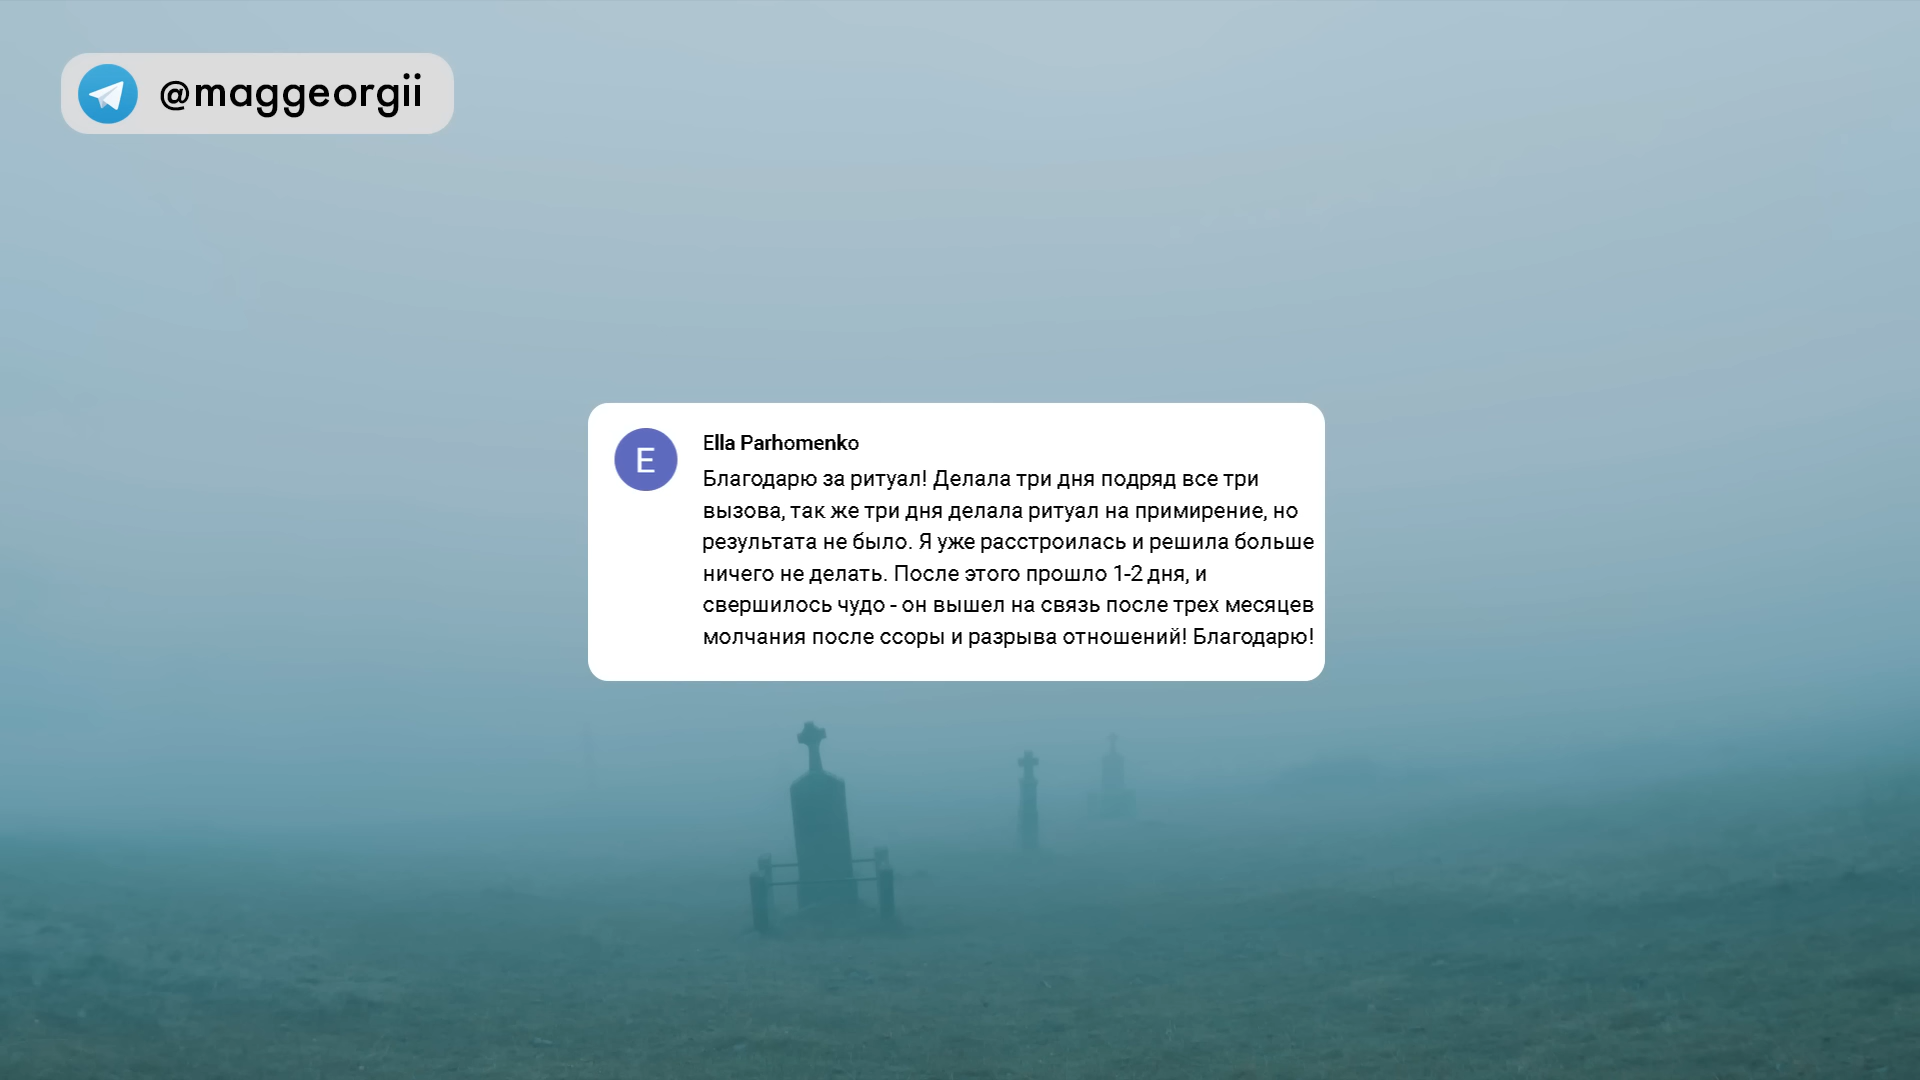 @maggeorgii
E
Ella Parhomenko
Благодарю за ритуал! Делала три дня подряд все три
вызова, так же три дня делала ритуал на примирение, но
результата не было. Я уже расстроилась и решила больше
ничего не делать. После этого прошло 1-2 дня, и
свершилось чудо - он вышел на связь после трех месяцев
молчания после ссоры и разрыва отношений! Благодарю!